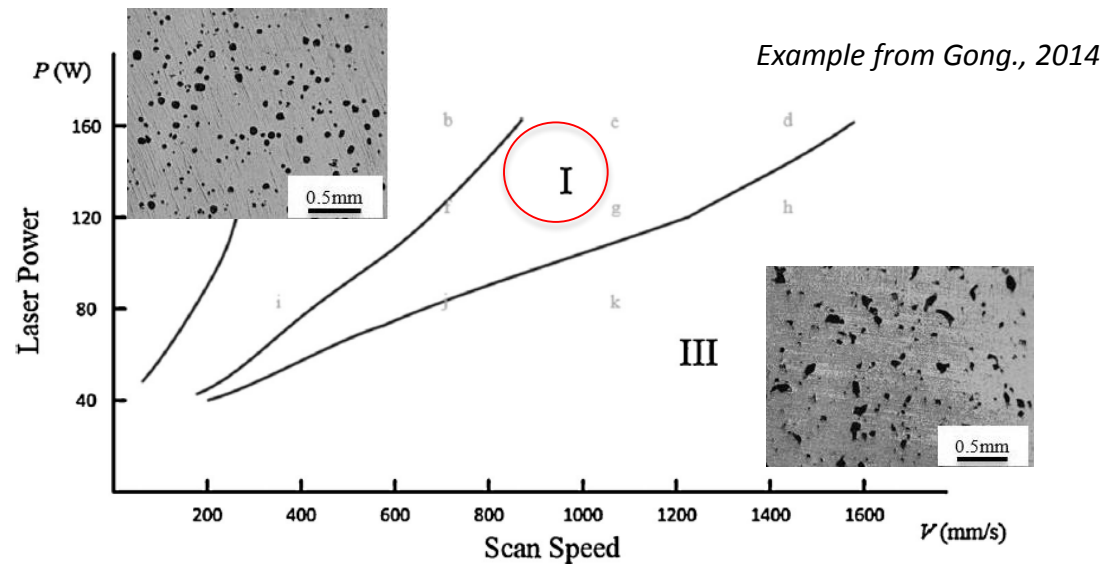 Example from Gong., 2014
P (W)
0.5mm
160
b
e
d
I
120
f
g
h
Laser Power
80
i
j
k
III
40
0.5mm
200
400
600
800
1000
1200
1400
1600
V (mm/s)
Scan Speed